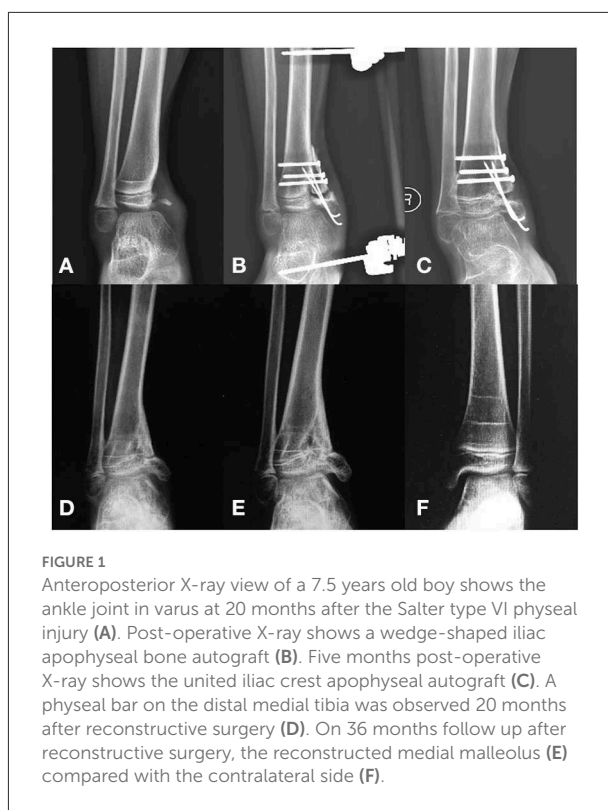 A
B
C
R
D
E
F
FIGURE 1
Anteroposterior X-ray view of a 7.5 years old boy shows the
ankle joint in varus at 20 months after the Salter type VI physeal
injury (A). Post-operative X-ray shows a wedge-shaped iliac
apophyseal bone autograft (B). Five months post-operative
X-ray shows the united iliac crest apophyseal autograft (C). A
physeal bar on the distal medial tibia was observed 20 months
after reconstructive surgery (D). On 36 months follow up after
reconstructive surgery, the reconstructed medial malleolus (E)
compared with the contralateral side (F).